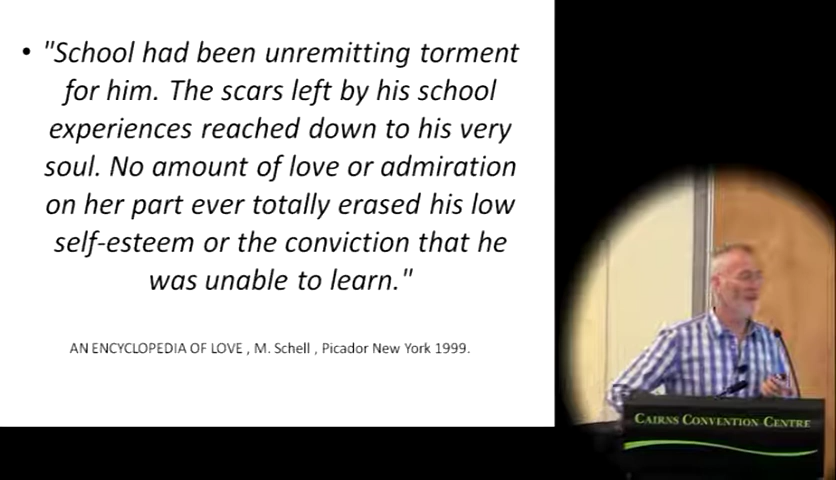 • "School had been unremitting torment
for him. The scars left by his school
experiences reached down to his very
soul. No amount of love or admiration
on her part ever totally erased his low
self-esteem or the conviction that he
was unable to learn."
AN ENCYCLOPEDIA OF LOVE , M. Schell , Picador New York 1999.
CAIRNS CONVENTION CENTRE